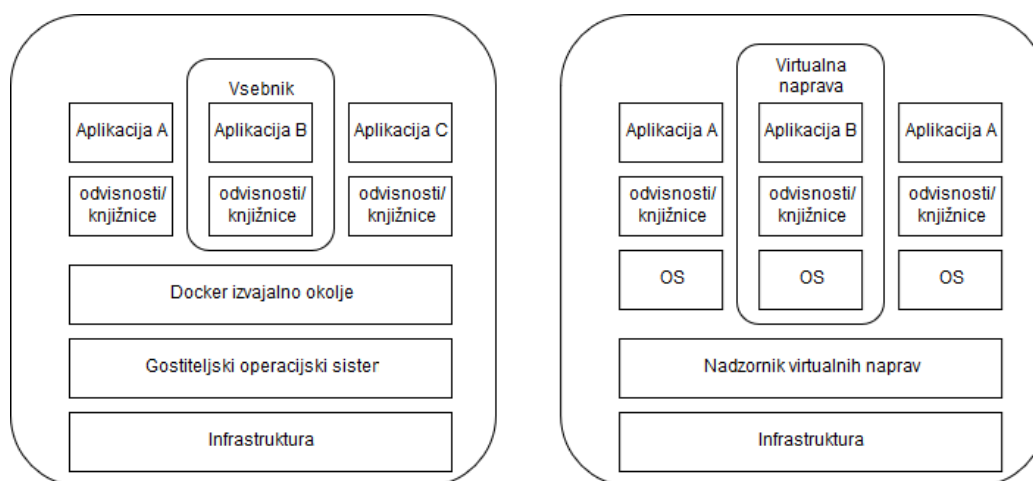 Vsebnik
Aplikacija A
Aplikacija B
Aplikacija C
odvisnosti/
knjižnice
odvisnosti/
knjižnice
odvisnosti/
knjižnice
Docker izvajalno okolje
Gostiteljski operacijski sister
Infrastruktura
Virtualna
naprava
Aplikacija A
Aplikacija B
Aplikacija A
odvisnosti/
knjižnice
odvisnosti/
knjižnice
odvisnosti/
knjižnice
OS
OS
OS
Nadzornik virtualnih naprav
Infrastruktura